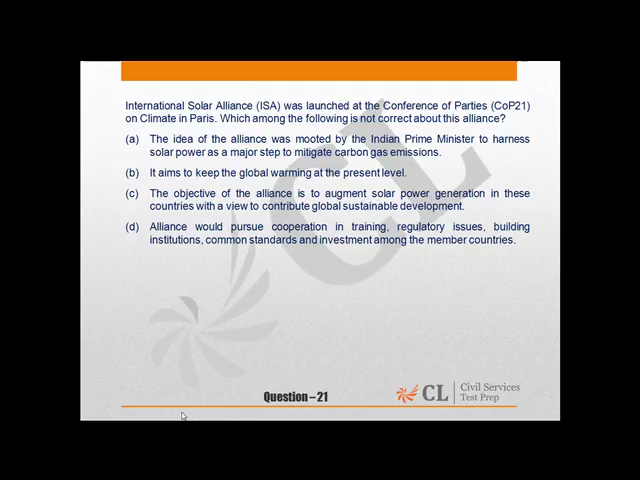 International Solar Alliance (ISA) was launched at the Conference of Parties (CoP21)
on Climate in Paris. Which among the following is not correct about this alliance?
(a) The idea of the alliance was mooted by the Indian Prime Minister to harness
solar power as a major step to mitigate carbon gas emissions.
(b) It aims to keep the global warming at the present level.
(c) The objective of the alliance is to augment solar power generation in these
countries with a view to contribute global sustainable development.
(d) Alliance would pursue cooperation in training, regulatory issues, building
institutions, common standards and investment among the member countries.
CL
Question – 21
CL Civil Services
Test Prep